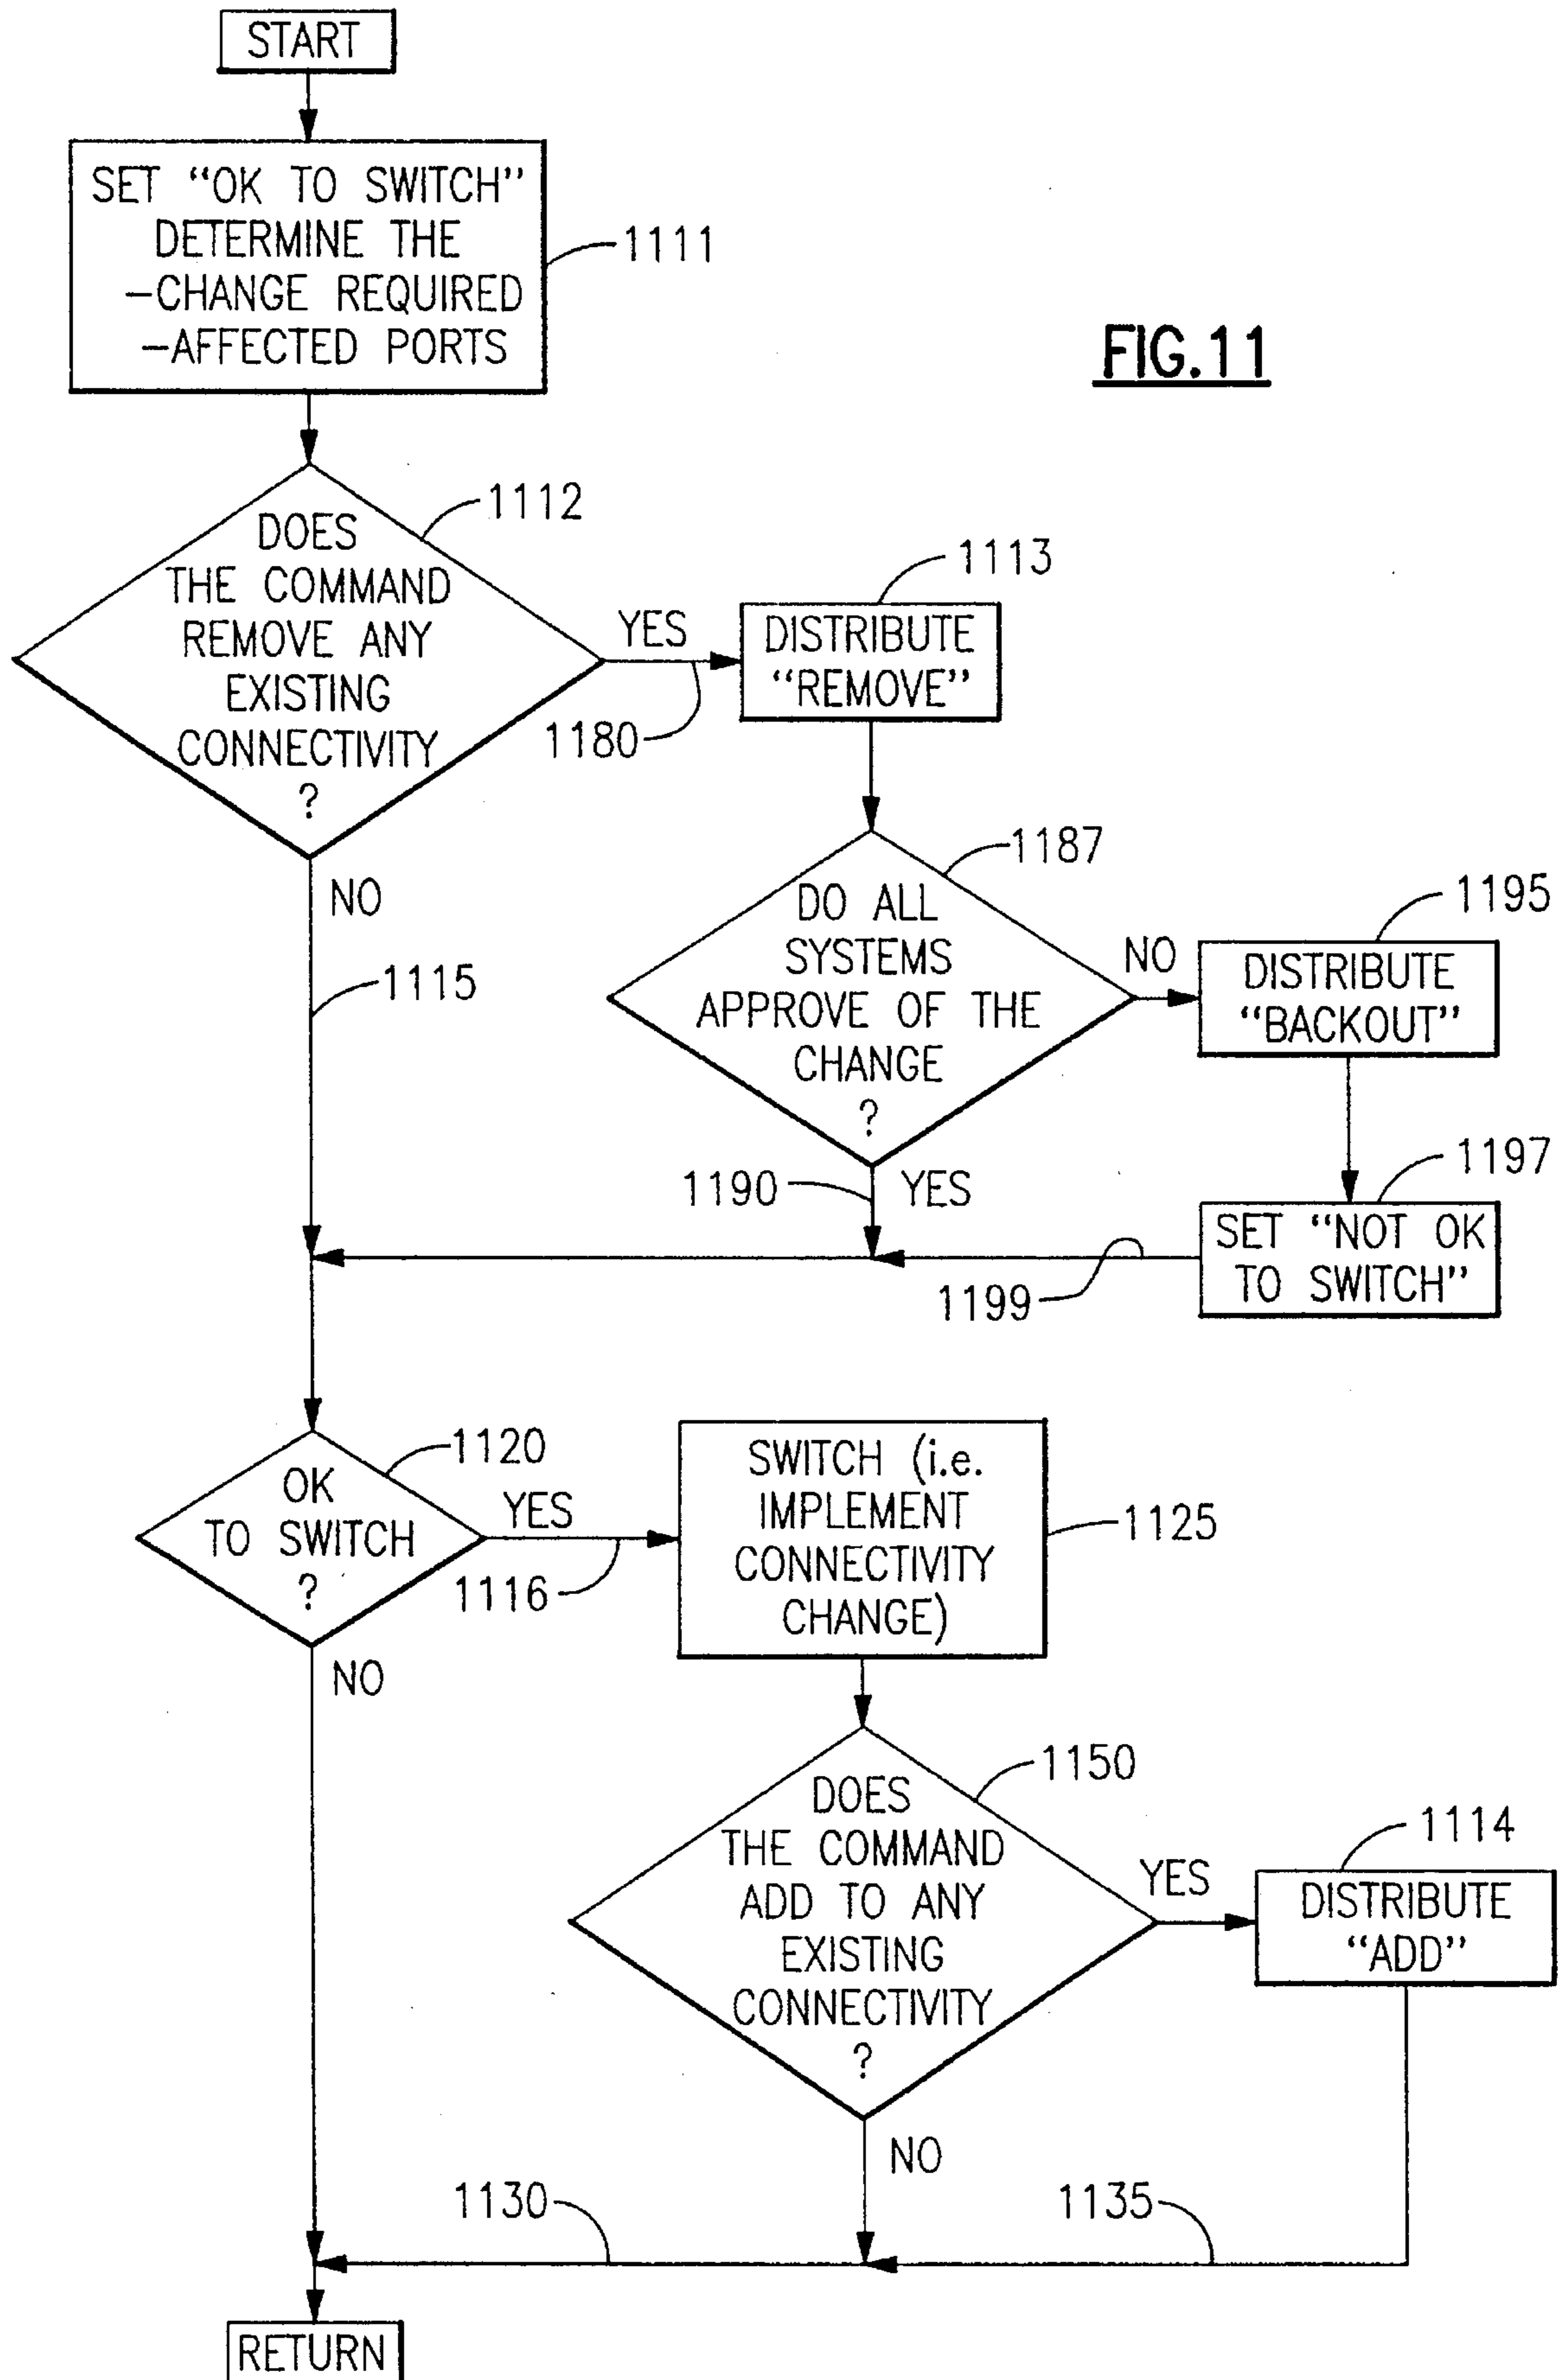 START
SET “OK TO SWITCH”
DETERMINE THE
–CHANGE REQUIRED
–AFFECTED PORTS
1111
FIG.11
1112
DOES
THE COMMAND
REMOVE ANY
EXISTING
CONNECTIVITY
?
YES
1180
1113
DISTRIBUTE
“REMOVE”
NO
1115
1187
DO ALL
SYSTEMS
APPROVE OF THE
CHANGE
?
NO
1195
DISTRIBUTE
“BACKOUT”
1190
YES
1197
SET “NOT OK
TO SWITCH”
1199
1120
OK
TO SWITCH
?
YES
1116
SWITCH (i.e.
IMPLEMENT
CONNECTIVITY
CHANGE)
1125
NO
1150
DOES
THE COMMAND
ADD TO ANY
EXISTING
CONNECTIVITY
?
YES
1114
DISTRIBUTE
“ADD”
NO
1130
1135
RETURN